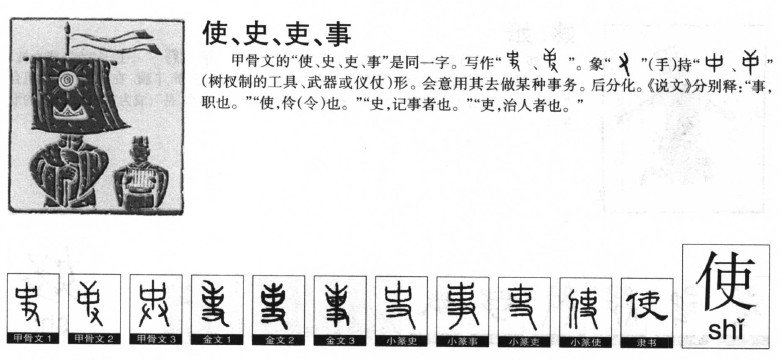 使、史、吏、事
甲骨文的“使、史、吏、事”是同一字。写作“ 、 ”。象“ ”(手)持“ 、 ”
(树杈制的工具、武器或仪仗)形。会意用其去做某种事务。后分化。《说文》分别释:“事,
职也。”“使,伶(令)也。”“史,记事者也。”“吏,治人者也。”
甲骨文1 甲骨文2 甲骨文3 金文1 金文2 金文3 小篆史 小篆事 小篆吏 小篆使 隶书
使
使
shǐ